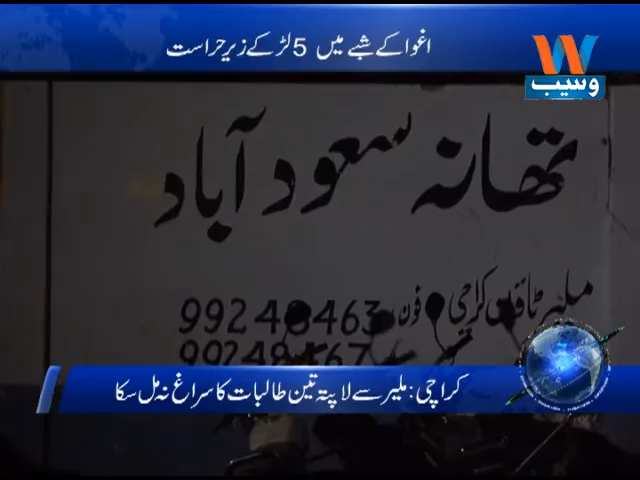 اغوا کے شبے میں 5 لڑکے زیر حراست
W
وسیب
تھانہ سعود آباد
ملیر ٹاؤن کراچی فون
99248463
کراچی: ملیر سے لاپتہ تین طالبات کا سراغ نہ مل سکا